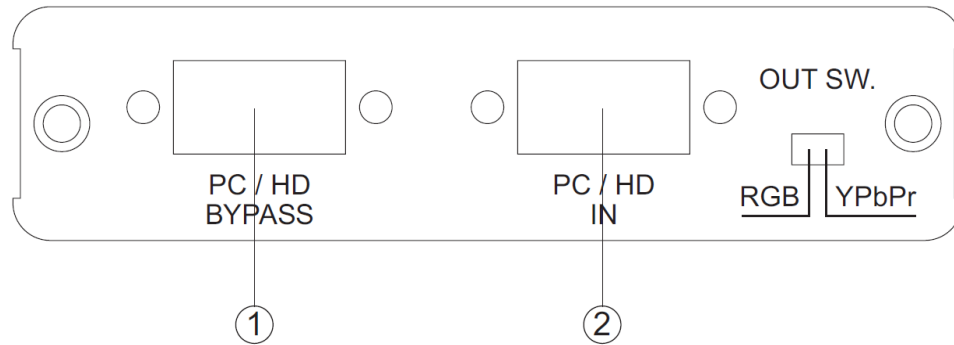 OUT SW.
PC / HD
BYPASS
PC / HD
IN
RGB
YPbPr
1
2